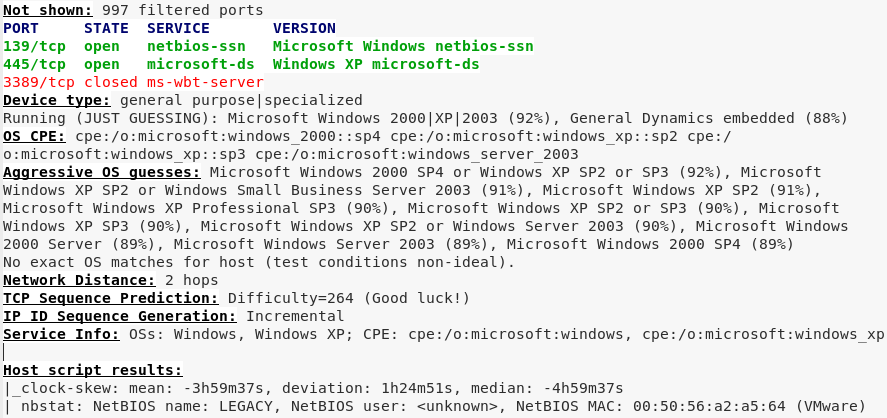 Not shown: 997 filtered ports
PORT     STATE  SERVICE       VERSION
139/tcp  open   netbios-ssn   Microsoft Windows netbios-ssn
445/tcp  open   microsoft-ds  Windows XP microsoft-ds
3389/tcp closed ms-wbt-server
Device type: general purpose|specialized
Running (JUST GUESSING): Microsoft Windows 2000|XP|2003 (92%), General Dynamics embedded (88%)
OS CPE: cpe:/o:microsoft:windows_2000::sp4 cpe:/o:microsoft:windows_xp::sp2 cpe:/
o:microsoft:windows_xp::sp3 cpe:/o:microsoft:windows_server_2003
Aggressive OS guesses: Microsoft Windows 2000 SP4 or Windows XP SP2 or SP3 (92%), Microsoft
Windows XP SP2 or Windows Small Business Server 2003 (91%), Microsoft Windows XP SP2 (91%),
Microsoft Windows XP Professional SP3 (90%), Microsoft Windows XP SP2 or SP3 (90%), Microsoft
Windows XP SP3 (90%), Microsoft Windows XP SP2 or Windows Server 2003 (90%), Microsoft Windows
2000 Server (89%), Microsoft Windows Server 2003 (89%), Microsoft Windows 2000 SP4 (89%)
No exact OS matches for host (test conditions non-ideal).
Network Distance: 2 hops
TCP Sequence Prediction: Difficulty=264 (Good luck!)
IP ID Sequence Generation: Incremental
Service Info: OSs: Windows, Windows XP; CPE: cpe:/o:microsoft:windows, cpe:/o:microsoft:windows_xp
Host script results:
|_clock-skew: mean: -3h59m37s, deviation: 1h24m51s, median: -4h59m37s
| nbstat: NetBIOS name: LEGACY, NetBIOS user: <unknown>, NetBIOS MAC: 00:50:56:a2:a5:64 (VMware)